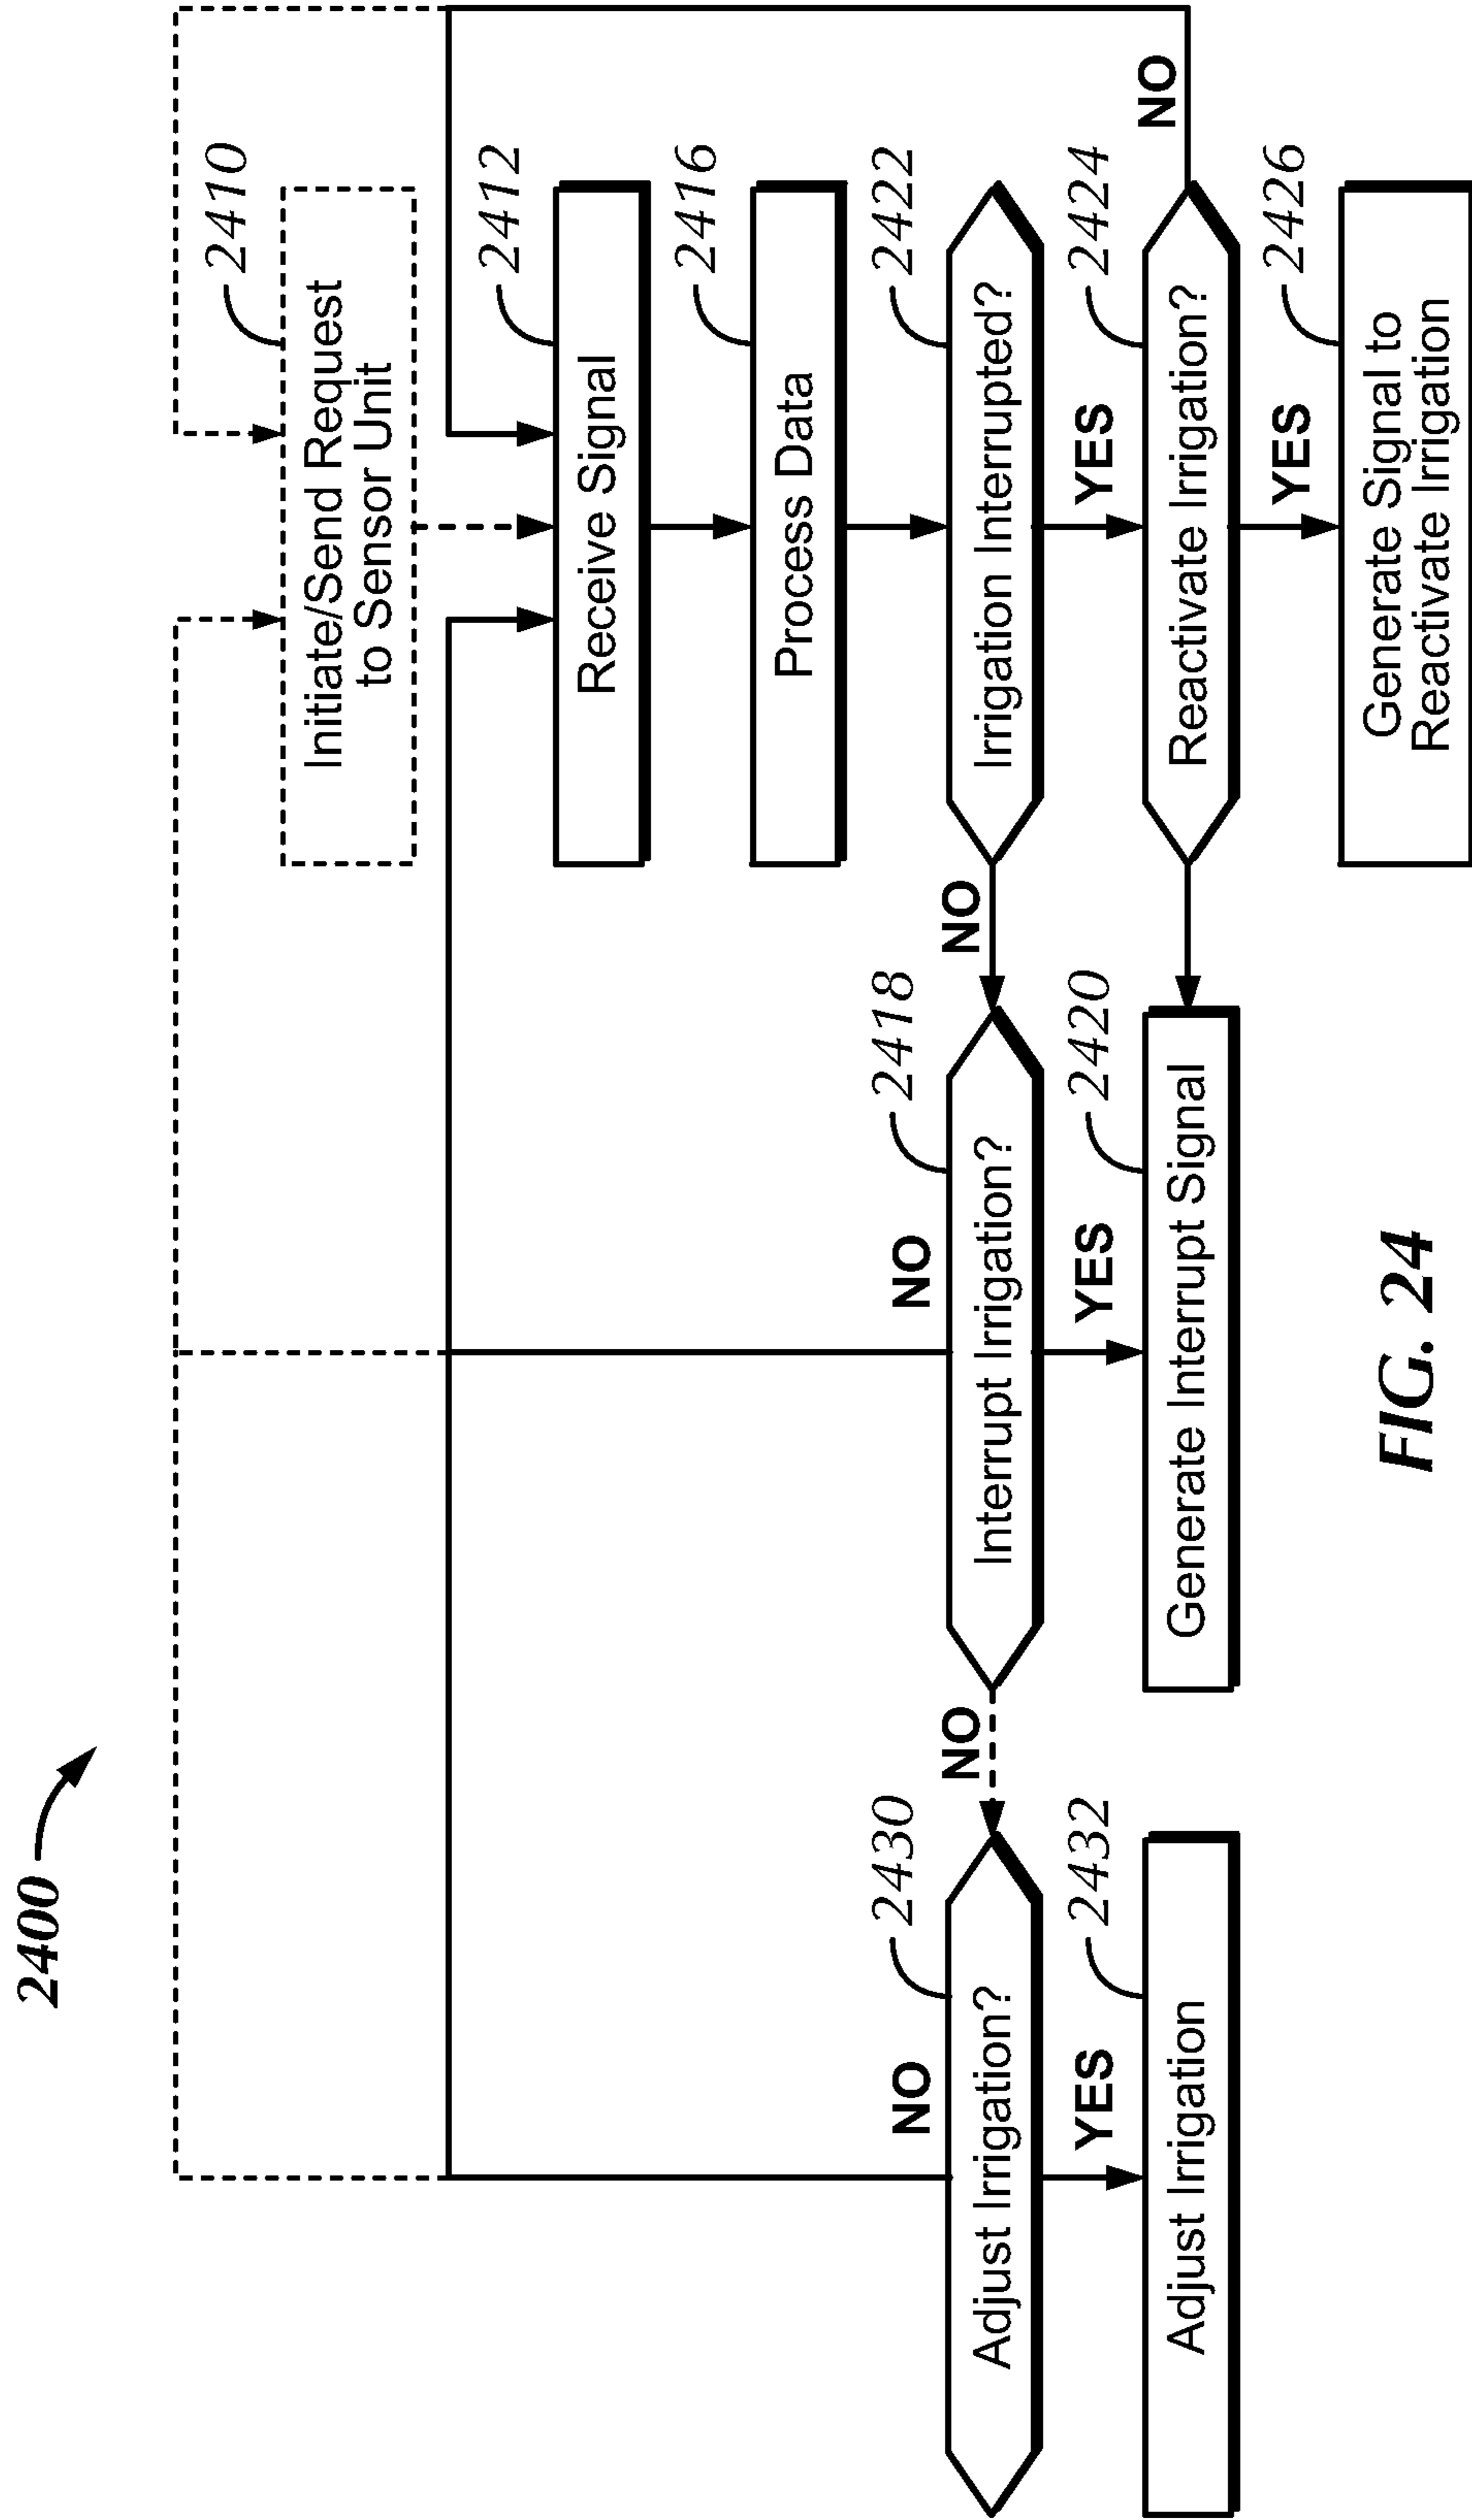 2400
2410
Initiate/Send Request
to Sensor Unit
2412
Receive Signal
2416
Process Data
2422
Irrigation Interrupted?
NO
YES
2418
Interrupt Irrigation?
NO
NO
YES
2424
Reactivate Irrigation?
NO
YES
2430
Adjust Irrigation?
NO
YES
2420
Generate Interrupt Signal
2432
Adjust Irrigation
2426
Generate Signal to
Reactivate Irrigation
FIG. 24